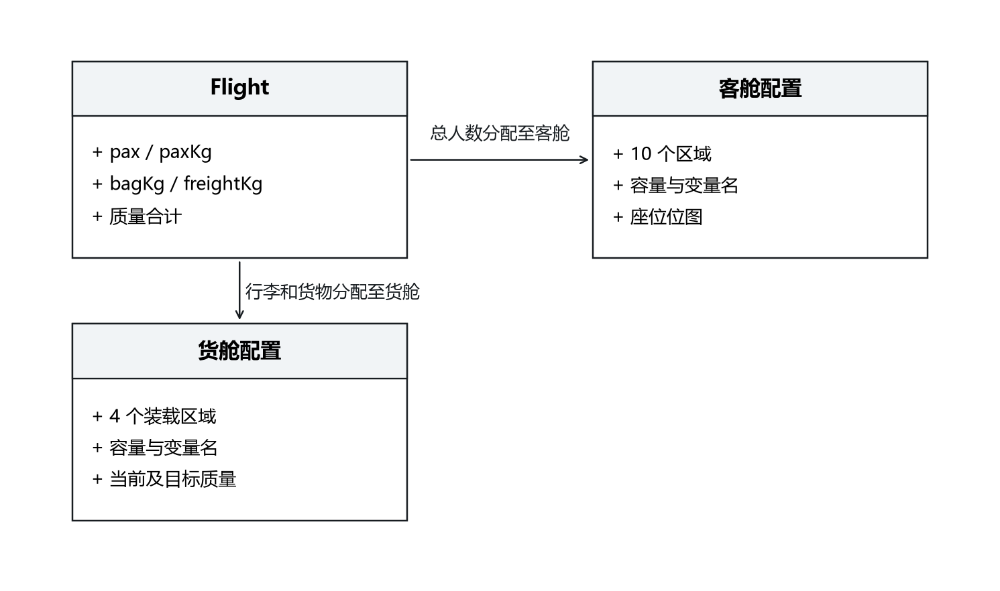 Flight
+ pax / paxKg
+ bagKg / freightKg
+ 质量合计
总人数分配至客舱
客舱配置
+ 10 个区域
+ 容量与变量名
+ 座位位图
行李和货物分配至货舱
货舱配置
+ 4 个装载区域
+ 容量与变量名
+ 当前及目标质量